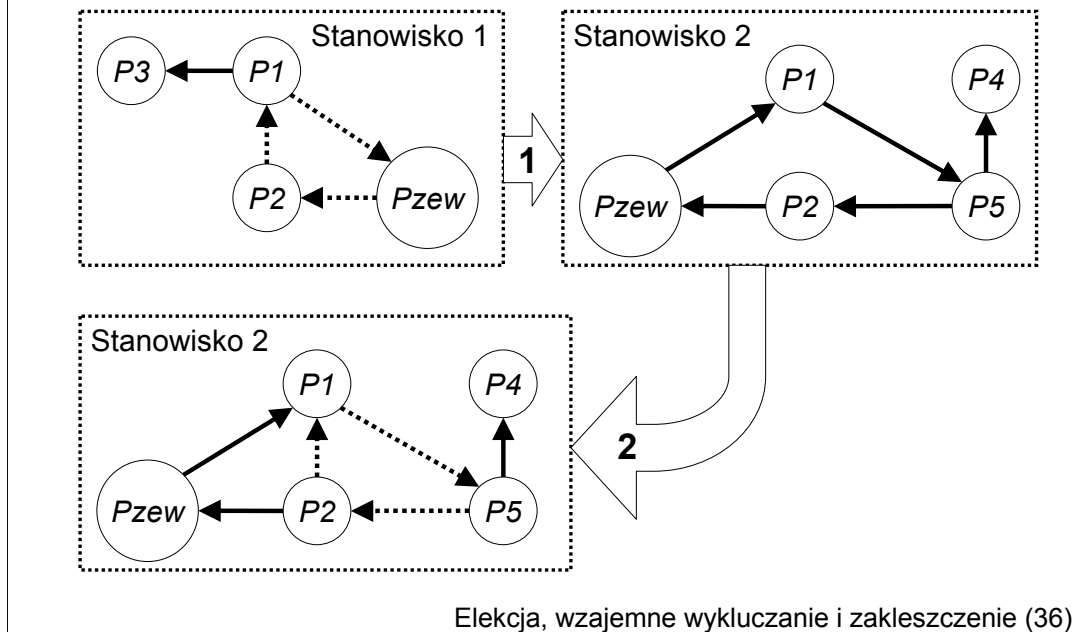 Stanowisko 1
P3
P1
P2
Pzew
1
Stanowisko 2
P1
P4
Pzew
P2
P5
2
Stanowisko 2
P1
P4
Pzew
P2
P5
Elekcja, wzajemne wykluczanie i zakleszczenie (36)